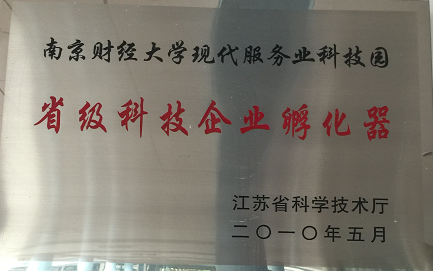 南京财经大学现代服务业科技园
省级科技企业孵化器
江苏省科学技术厅
二〇一〇年五月